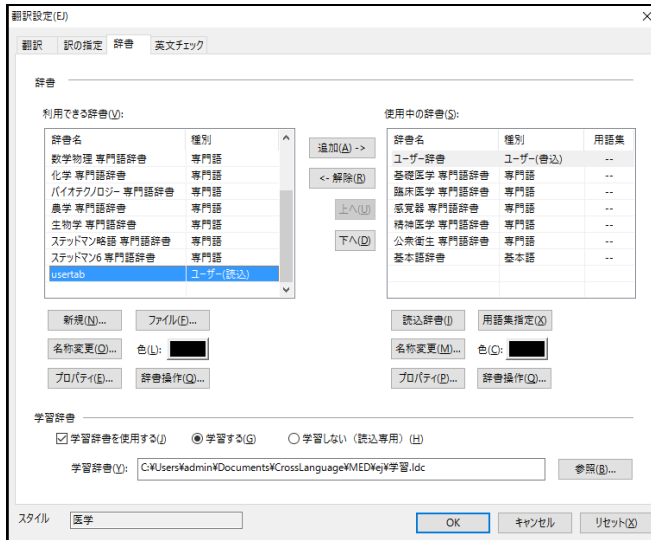 翻訳設定(EJ)
翻訳 訳の指定 辞書 英文チェック
辞書
利用できる辞書(V): 使用中の辞書(S):
辞書名 種別 追加(A) -> 辞書名 種別 用語集
数学物理 専門語辞書 専門語 ユーザー辞書 ユーザー(書込) --
化学 専門語辞書 専門語 <- 解除(R) 基礎医学 専門語辞書 専門語 --
バイオテクノロジー 専門語辞書 専門語 臨床医学 専門語辞書 専門語 --
農学 専門語辞書 専門語 上へ(U) 感覚器 専門語辞書 専門語 --
生物学 専門語辞書 専門語 精神医学 専門語辞書 専門語 --
ステッドマン略語 専門語辞書 専門語 下へ(D) 公衆衛生 専門語辞書 専門語 --
ステッドマン6 専門語辞書 専門語 基本語辞書 基本語 --
usertab ユーザー(読込)
新規(N)... ファイル(F)... 読込辞書(I) 用語集指定(X)
名称変更(O)... 色(L): 名称変更(M)... 色(C):
プロパティ(E)... 辞書操作(Q)... プロパティ(P)... 辞書操作(Q)...
学習辞書
学習辞書を使用する(J) 学習する(G) 学習しない（読込専用）(H)
学習辞書(Y): C:¥Users¥admin¥Documents¥CrossLanguage¥MED¥ej¥学習.ldc 参照(B)...
スタイル 医学 OK キャンセル リセット(X)